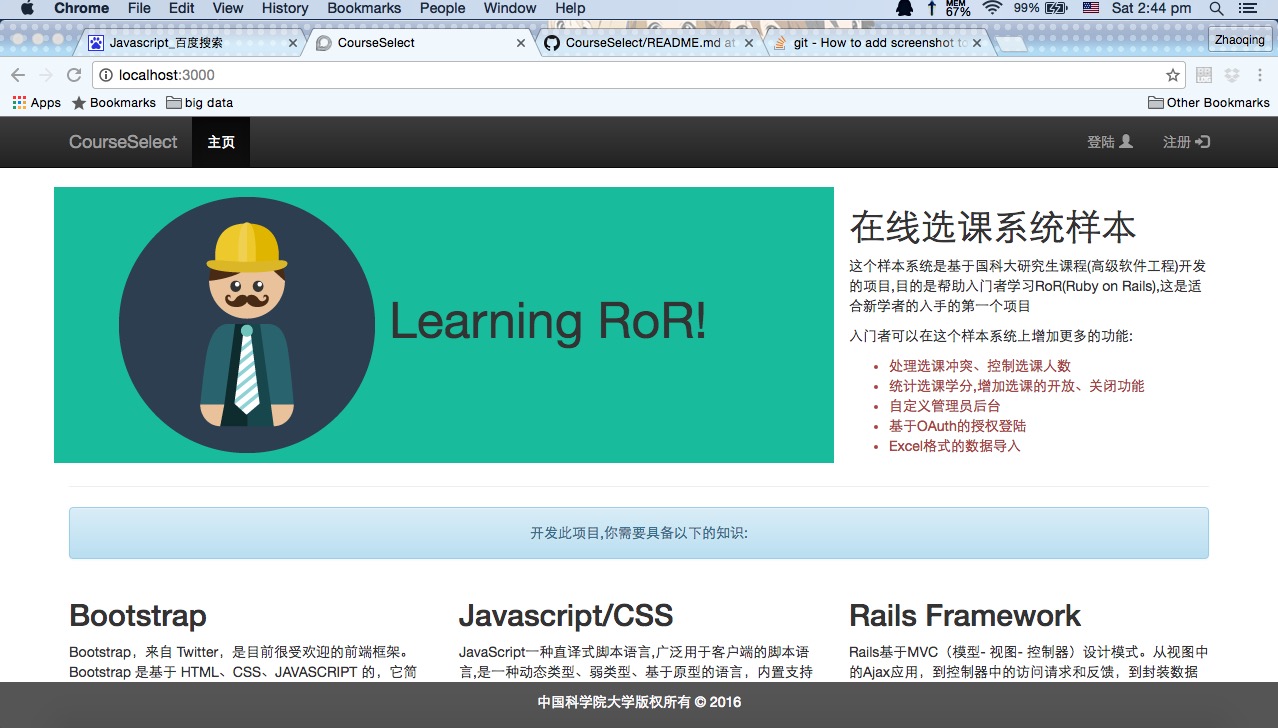 Chrome File Edit View History Bookmarks People Window Help MEM 67% 99% Sat 2:44 pm
Javascript_百度搜索 CourseSelect CourseSelect/README.md at git - How to add screenshot to Zhaoqing
localhost:3000
Apps Bookmarks big data Other Bookmarks
CourseSelect 主页 登陆 注册
Learning RoR!
在线选课系统样本
这个样本系统是基于国科大研究生课程(高级软件工程)开发
的项目,目的是帮助入门者学习RoR(Ruby on Rails),这是适
合新学者的入手的第一个项目
入门者可以在这个样本系统上增加更多的功能:
• 处理选课冲突、控制选课人数
• 统计选课学分,增加选课的开放、关闭功能
• 自定义管理员后台
• 基于OAuth的授权登陆
• Excel格式的数据导入
开发此项目,你需要具备以下的知识:
Bootstrap
Bootstrap，来自 Twitter，是目前很受欢迎的前端框架。
Bootstrap 是基于 HTML、CSS、JAVASCRIPT 的，它简
Javascript/CSS
JavaScript一种直译式脚本语言,广泛用于客户端的脚本语
言,是一种动态类型、弱类型、基于原型的语言，内置支持
Rails Framework
Rails基于MVC（模型- 视图- 控制器）设计模式。从视图中
的Ajax应用，到控制器中的访问请求和反馈，到封装数据
中国科学院大学版权所有 © 2016